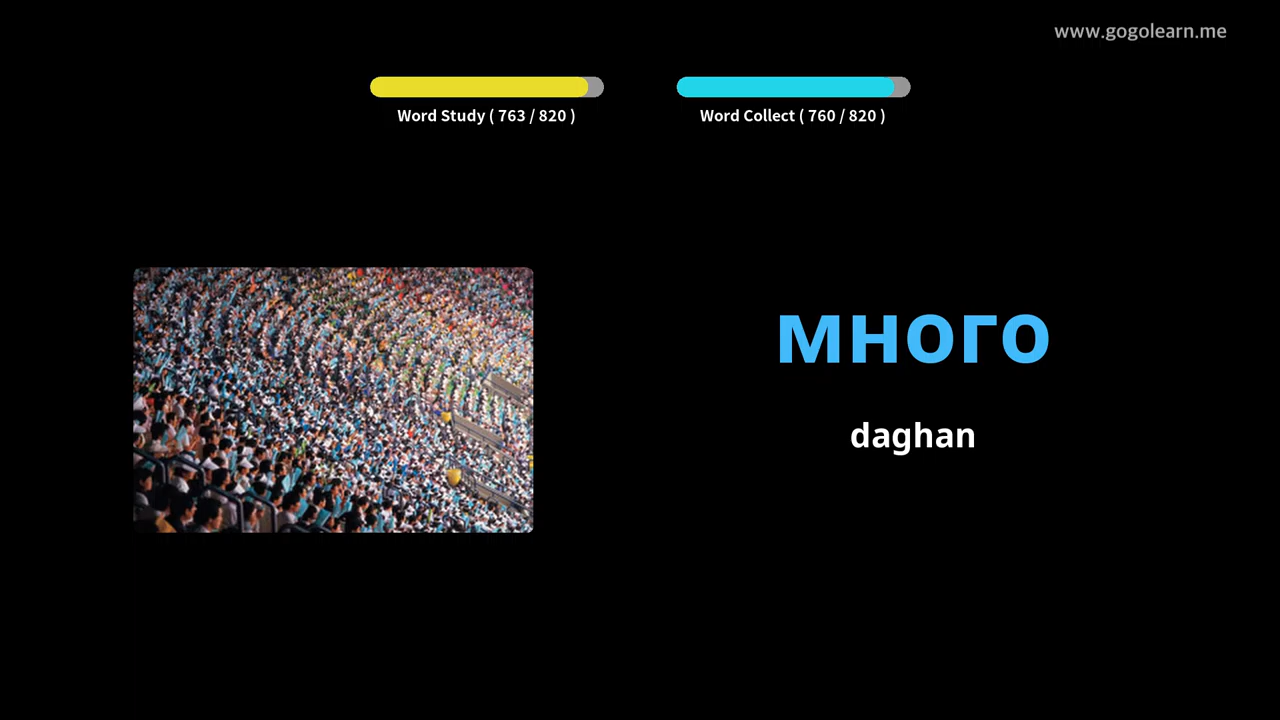 www.gogolearn.me
Word Study ( 763 / 820 )
Word Collect ( 760 / 820 )
много
daghan